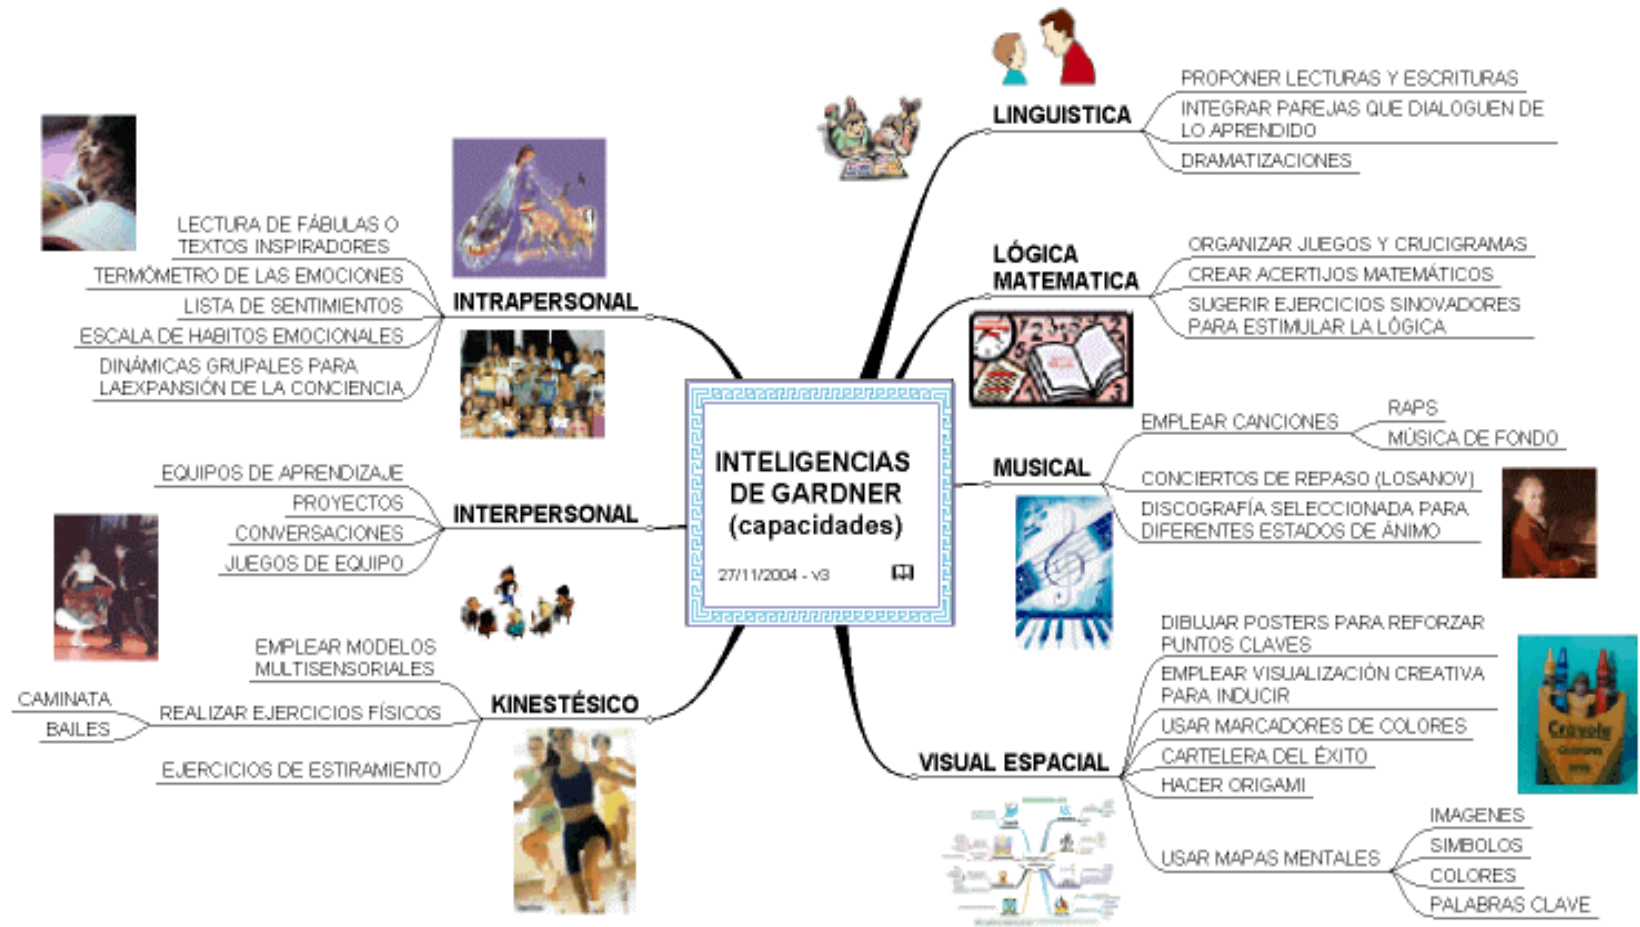 INTELIGENCIAS
DE GARDNER
(capacidades)
27/11/2004 - v3
LINGUISTICA
PROPONER LECTURAS Y ESCRITURAS
INTEGRAR PAREJAS QUE DIALOGUEN DE
LO APRENDIDO
DRAMATIZACIONES
LÓGICA
MATEMATICA
ORGANIZAR JUEGOS Y CRUCIGRAMAS
CREAR ACERTIJOS MATEMÁTICOS
SUGERIR EJERCICIOS SINOVADORES
PARA ESTIMULAR LA LÓGICA
MUSICAL
EMPLEAR CANCIONES
RAPS
MÚSICA DE FONDO
CONCIERTOS DE REPASO (LOSANOV)
DISCOGRAFÍA SELECCIONADA PARA
DIFERENTES ESTADOS DE ÁNIMO
VISUAL ESPACIAL
DIBUJAR POSTERS PARA REFORZAR
PUNTOS CLAVES
EMPLEAR VISUALIZACIÓN CREATIVA
PARA INDUCIR
USAR MARCADORES DE COLORES
CARTELERA DEL ÉXITO
HACER ORIGAMI
USAR MAPAS MENTALES
IMAGENES
SIMBOLOS
COLORES
PALABRAS CLAVE
Crayola
INTRAPERSONAL
LECTURA DE FÁBULAS O
TEXTOS INSPIRADORES
TERMÓMETRO DE LAS EMOCIONES
LISTA DE SENTIMIENTOS
ESCALA DE HABITOS EMOCIONALES
DINÁMICAS GRUPALES PARA
LAEXPANSIÓN DE LA CONCIENCIA
INTERPERSONAL
EQUIPOS DE APRENDIZAJE
PROYECTOS
CONVERSACIONES
JUEGOS DE EQUIPO
KINESTÉSICO
EMPLEAR MODELOS
MULTISENSORIALES
REALIZAR EJERCICIOS FÍSICOS
CAMINATA
BAILES
EJERCICIOS DE ESTIRAMIENTO